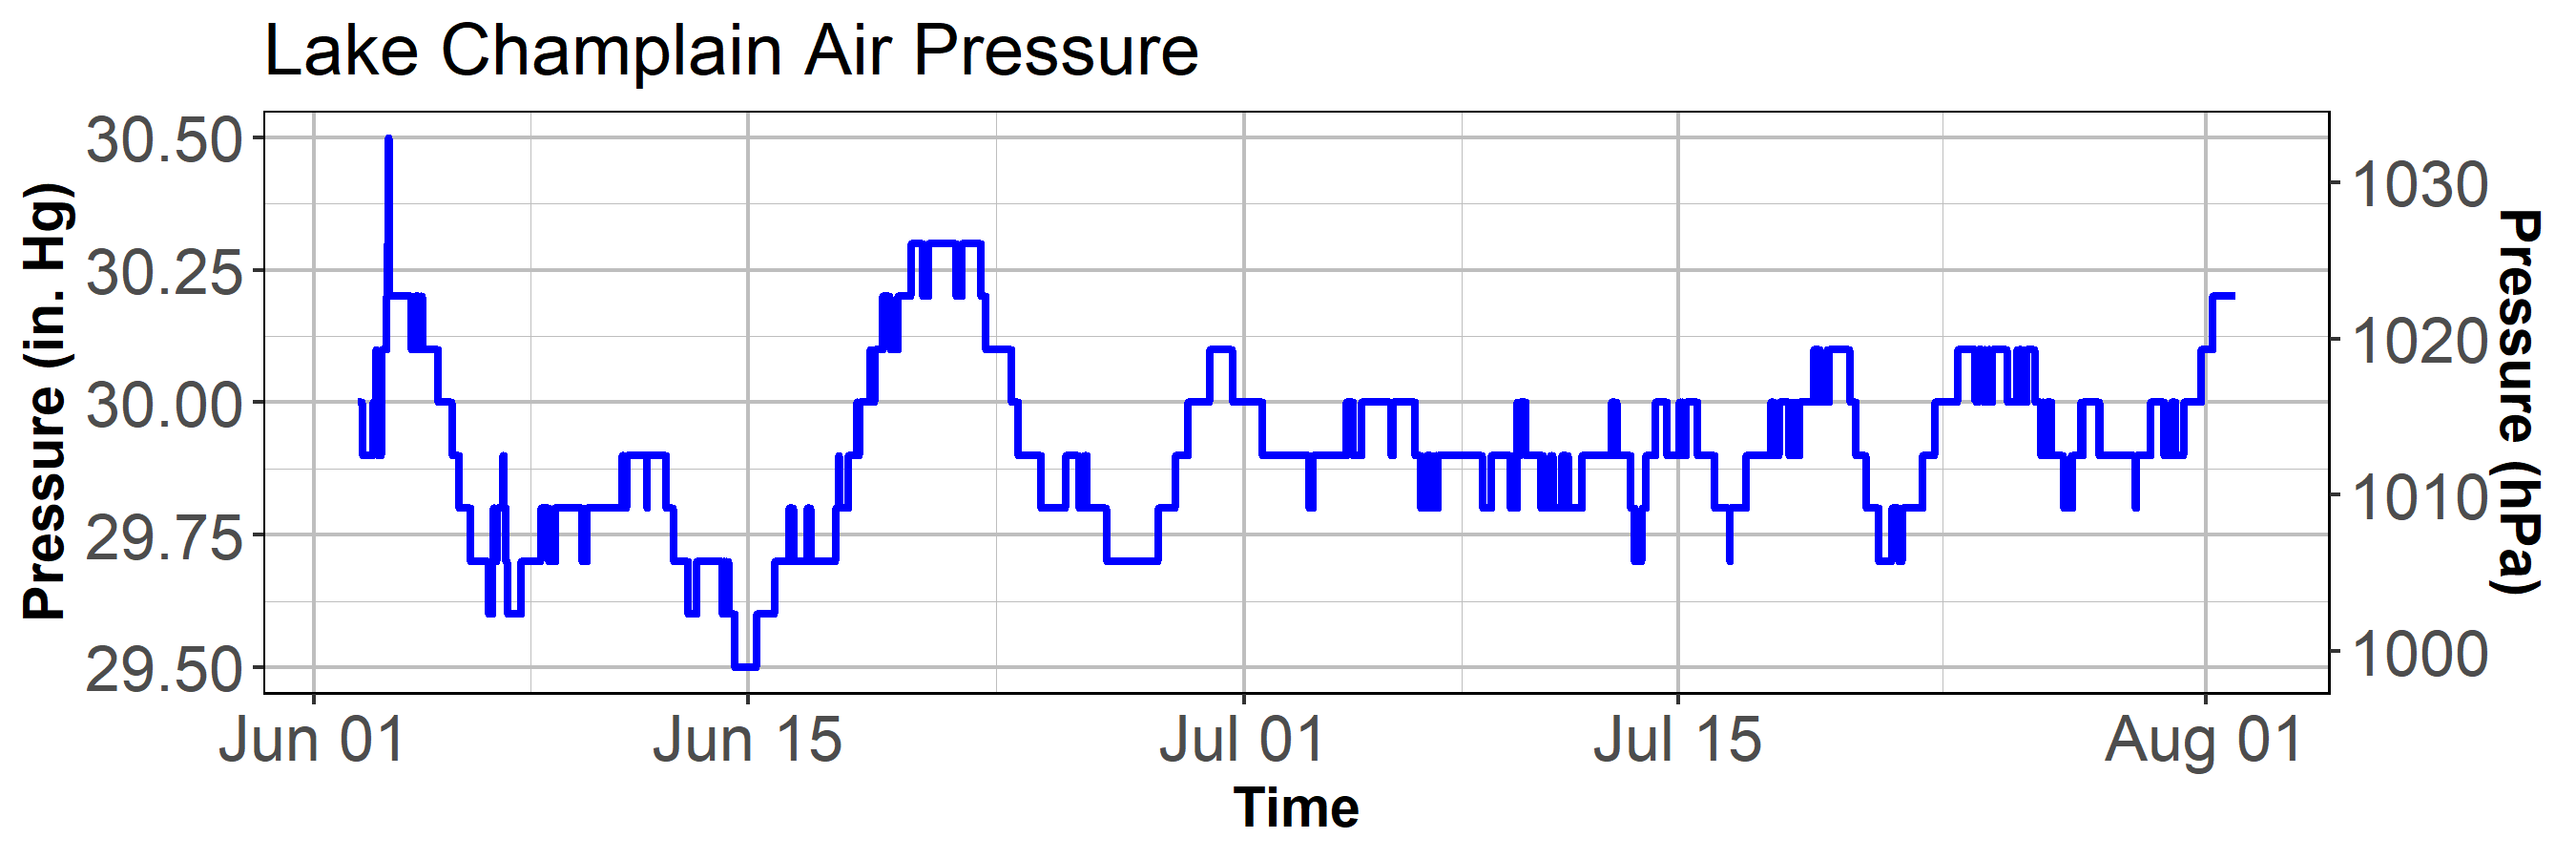 Lake Champlain Air Pressure
Pressure (in. Hg)
30.50
30.25
30.00
29.75
29.50
1030
1020
1010
1000
Pressure (hPa)
Jun 01 Jun 15 Jul 01 Jul 15 Aug 01
Time